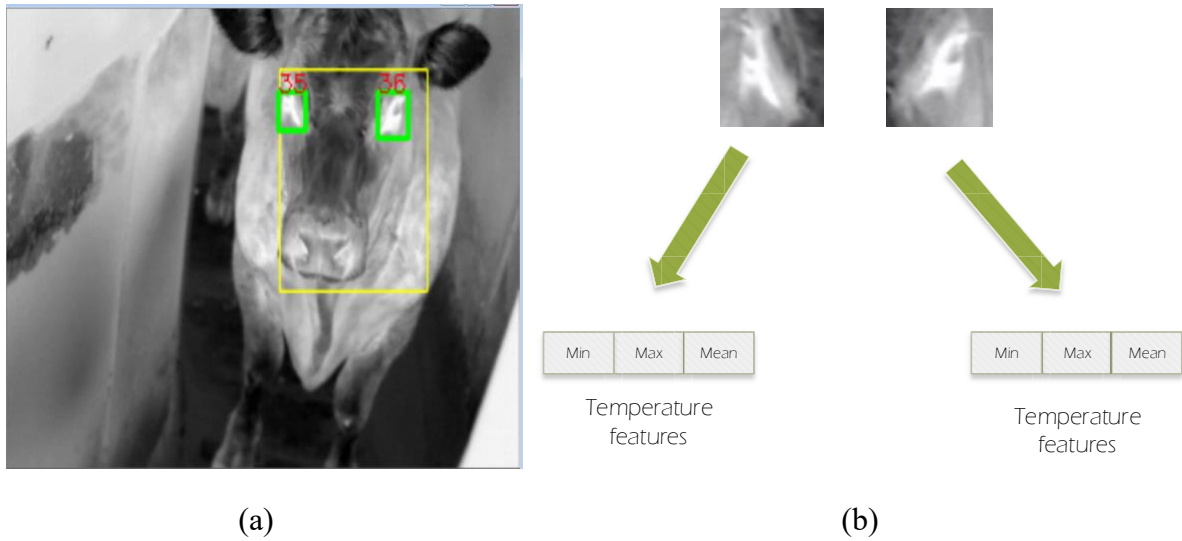 35 36
Min Max Mean
Temperature
features
Min Max Mean
Temperature
features
(a)
(b)